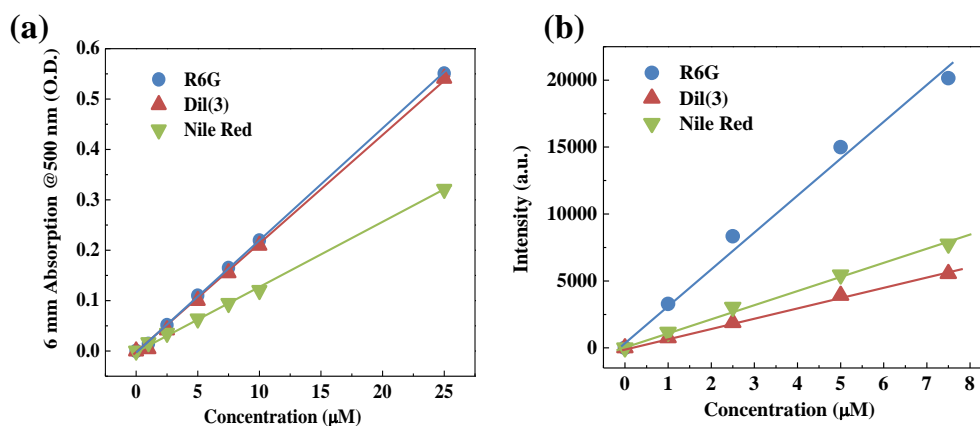 (a)
6 mm Absorption @500 nm (O.D.)
0.6
0.5
0.4
0.3
0.2
0.1
0.0
R6G
Dil(3)
Nile Red
0 5 10 15 20 25
Concentration (μM)
(b)
Intensity (a.u.)
20000
15000
10000
5000
0
R6G
Dil(3)
Nile Red
0 1 2 3 4 5 6 7 8
Concentration (μM)